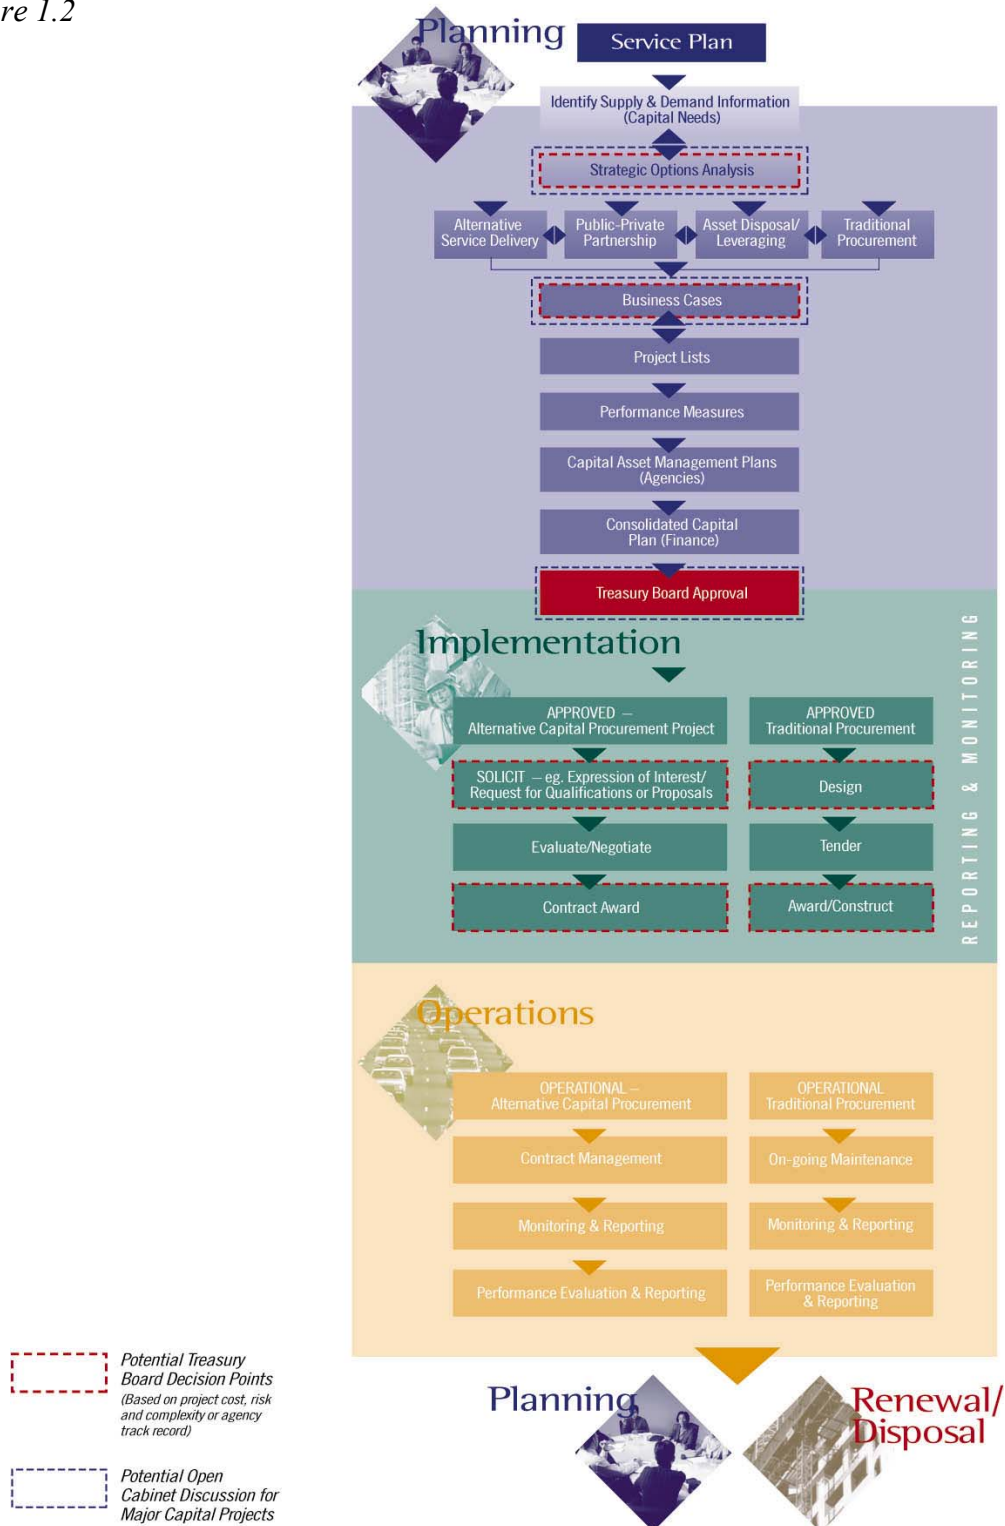 re 1.2
Planning
Service Plan
Identify Supply & Demand Information
(Capital Needs)
Strategic Options Analysis
Alternative
Service Delivery
Public-Private
Partnership
Asset Disposal/
Leveraging
Traditional
Procurement
Business Cases
Project Lists
Performance Measures
Capital Asset Management Plans
(Agencies)
Consolidated Capital
Plan (Finance)
Treasury Board Approval
Implementation
APPROVED –
Alternative Capital Procurement Project
APPROVED
Traditional Procurement
SOLICIT – eg. Expression of Interest/
Request for Qualifications or Proposals
Design
Evaluate/Negotiate
Tender
Contract Award
Award/Construct
REPORTING & MONITORING
Operations
OPERATIONAL –
Alternative Capital Procurement
OPERATIONAL
Traditional Procurement
Contract Management
On-going Maintenance
Monitoring & Reporting
Monitoring & Reporting
Performance Evaluation & Reporting
Performance Evaluation
& Reporting
Potential Treasury
Board Decision Points
(Based on project cost, risk
and complexity or agency
track record)
Potential Open
Cabinet Discussion for
Major Capital Projects
Planning
Renewal/
Disposal